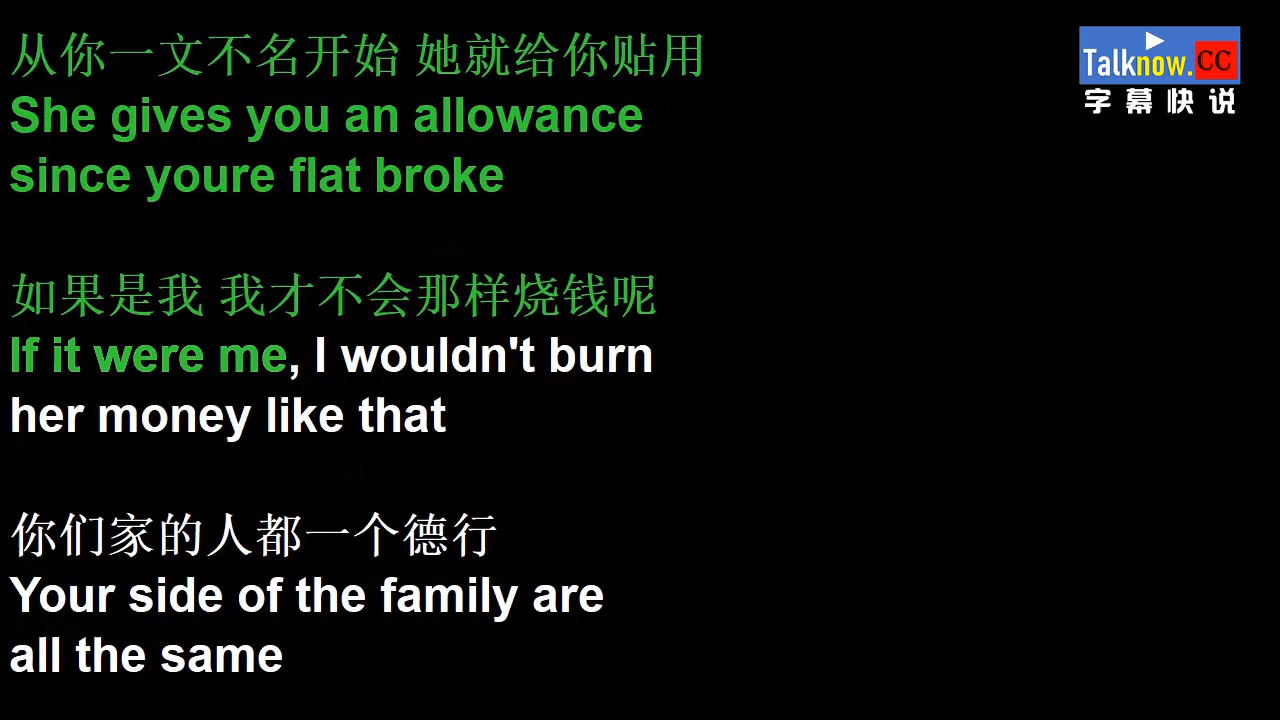 从你一文不名开始 她就给你贴用
She gives you an allowance
since youre flat broke
如果是我 我才不会那样烧钱呢
If it were me, I wouldn't burn
her money like that
你们家的人都一个德行
Your side of the family are
all the same
Talknow.CC
字幕快说